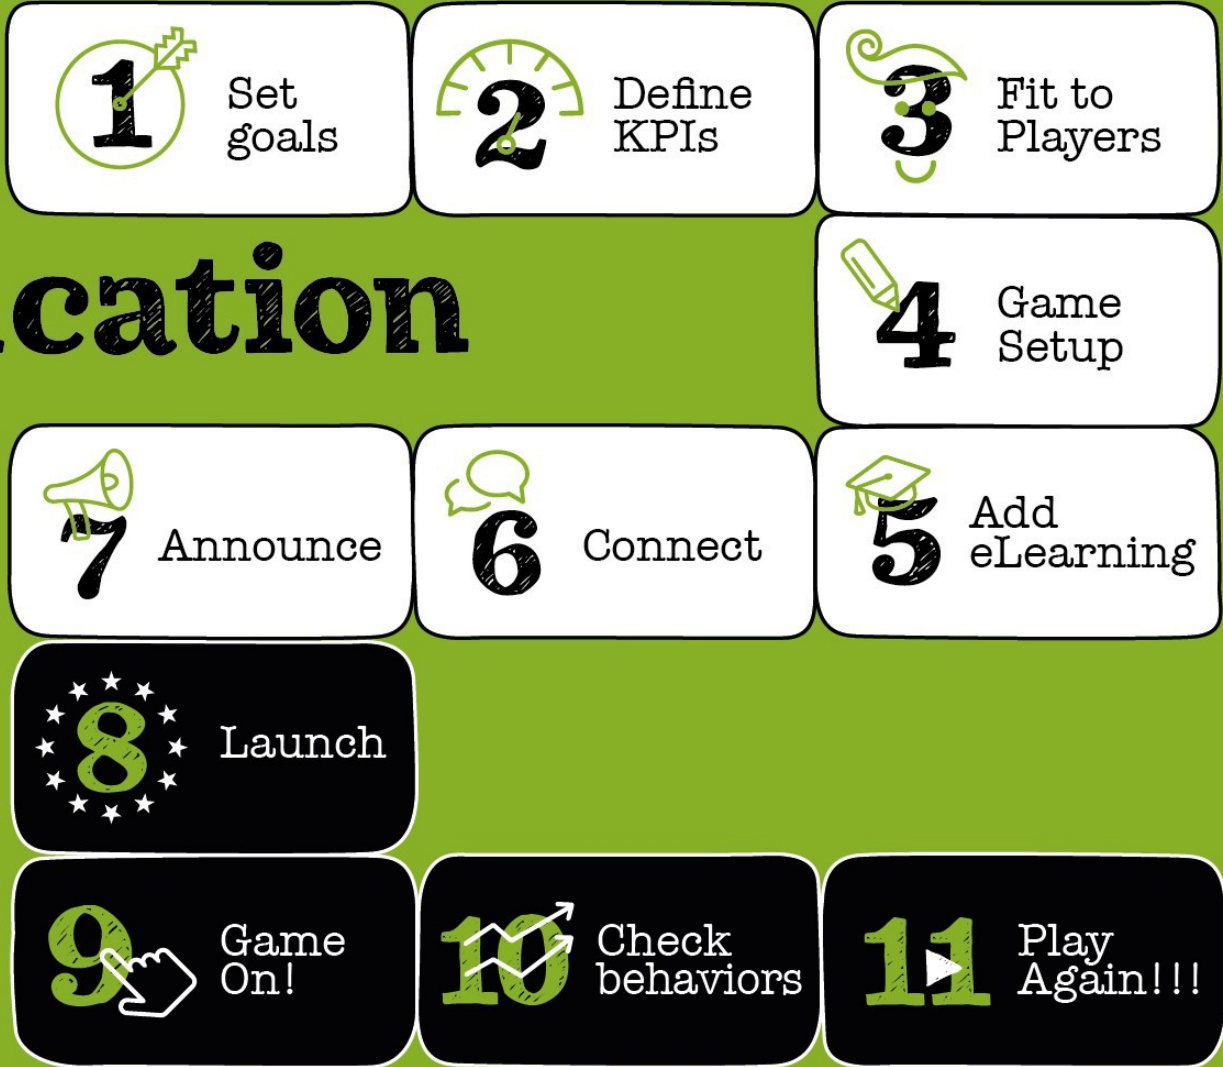 1
Set
goals
2
Define
KPIs
3
Fit to
Players
cation
4
Game
Setup
5
Add
eLearning
6
Connect
7
Announce
8
Launch
9
Game
On!
10
Check
behaviors
11
Play
Again!!!